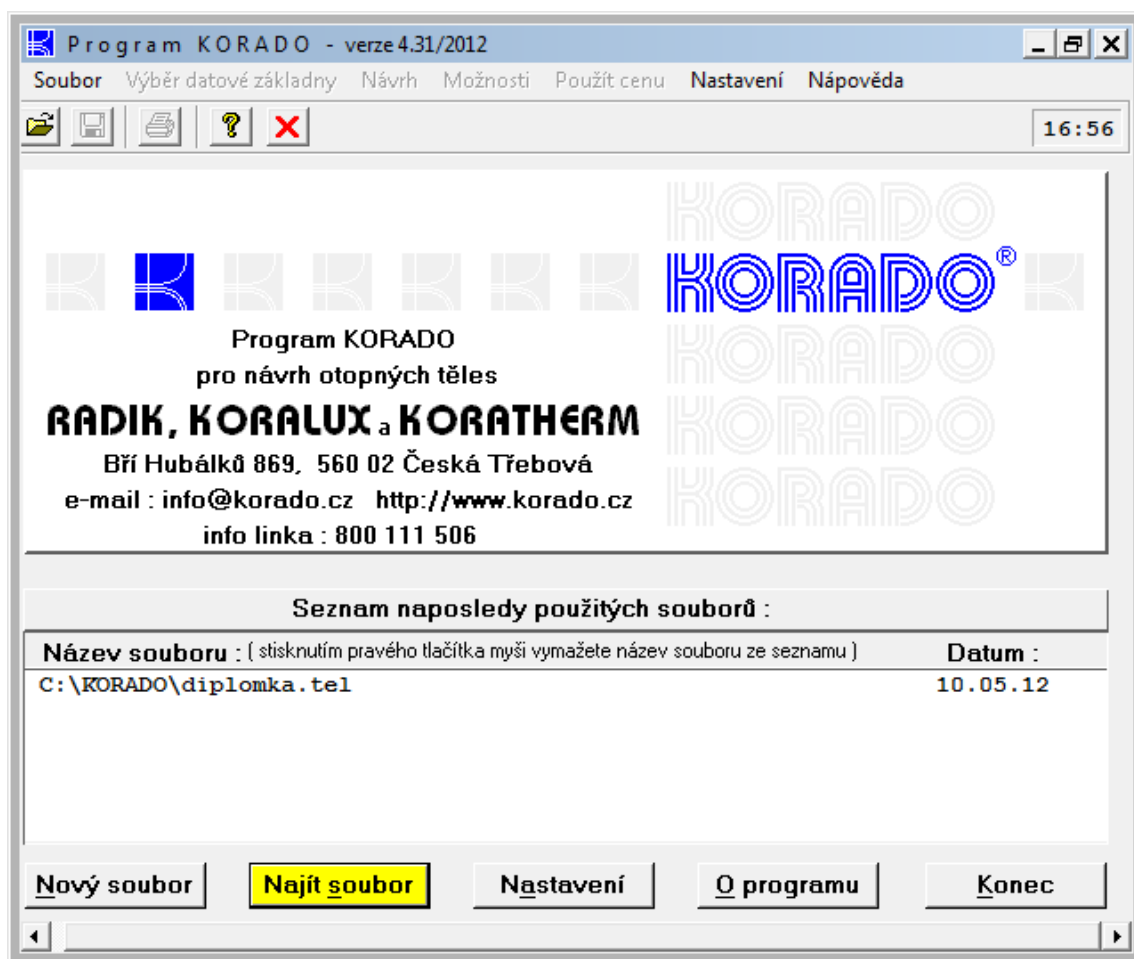 Program KORADO - verze 4.31/2012
Soubor Výběr datové základny Návrh Možnosti Použít cenu Nastavení Nápověda
16:56
KORADO
KORADO®
KORADO
KORADO
KORADO
Program KORADO
pro návrh otopných těles
RADIK, KORALUX a KORATHERM
Bří Hubálků 869, 560 02 Česká Třebová
e-mail : info@korado.cz http://www.korado.cz
info linka : 800 111 506
Seznam naposledy použitých souborů :
Název souboru : ( stisknutím pravého tlačítka myši vymažete název souboru ze seznamu ) Datum :
C:\KORADO\diplomka.tel 10.05.12
Nový soubor Najít soubor Nastavení O programu Konec